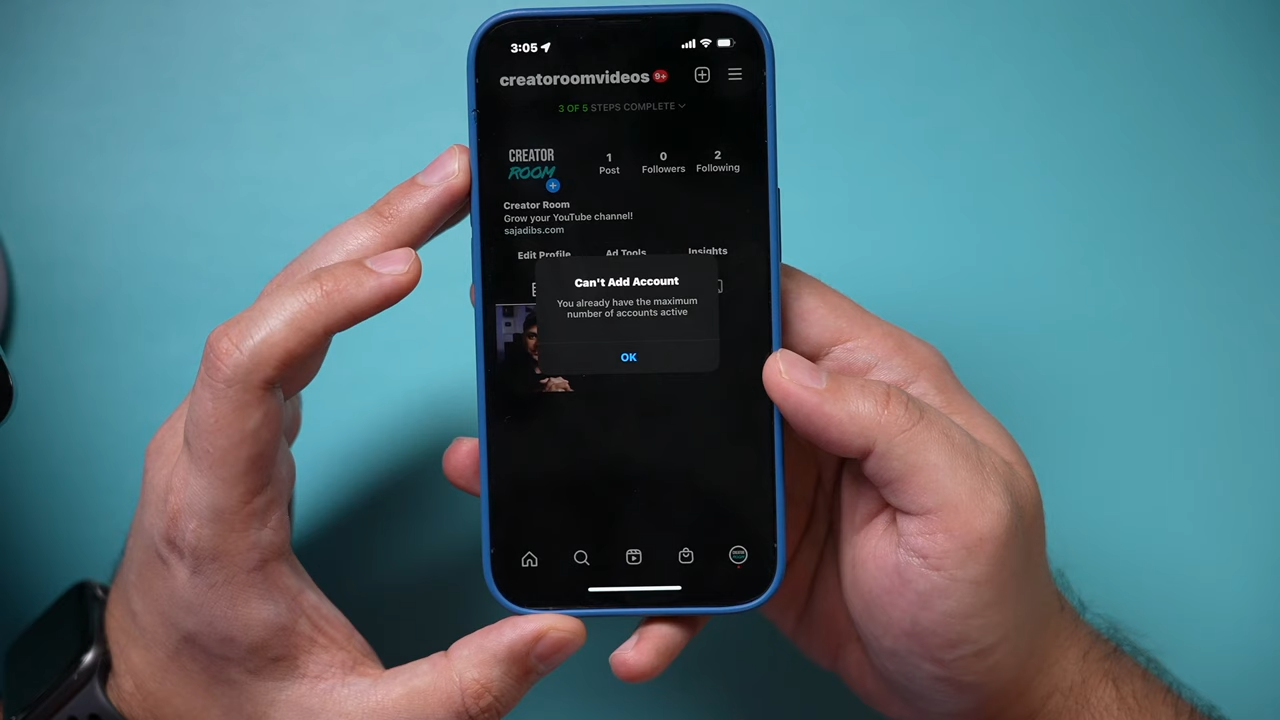 3:05
creatoroomvideos 9+
3 OF 5 STEPS COMPLETE
CREATOR
ROOM
1
Post
0
Followers
2
Following
Creator Room
Grow your YouTube channel!
sajadibs.com
Edit Profile
Ad Tools
Insights
Can't Add Account
You already have the maximum
number of accounts active
OK